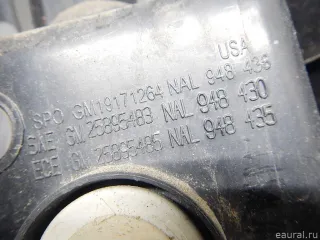 USA
SPO GM19171264 NAL 948 433
SAE GM 25895483 NAL 948 430
ECE GM 25895485 NAL 948 435
eaural.ru